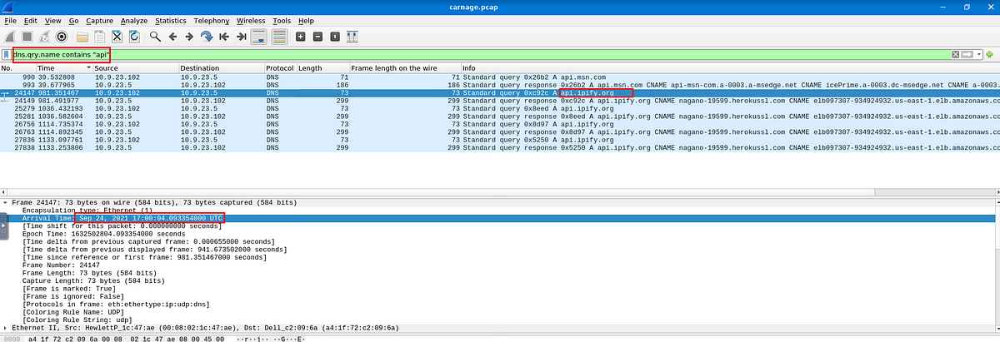 carnage.pcap
File Edit View Go Capture Analyze Statistics Telephony Wireless Tools Help
dns.qry.name contains "api"
No. Time Source Destination Protocol Length Frame length on the wire Info
990 39.532808 10.9.23.102 10.9.23.5 DNS 71 71 Standard query 0x26b2 A api.msn.com
993 39.677965 10.9.23.5 10.9.23.102 DNS 186 186 Standard query response 0x26b2 A api.msn.com CNAME api-msn-com.a-0003.a-msedge.net CNAME icePrime.a-0003.dc-msedge.net CNAME a-0003.
24147 981.351467 10.9.23.102 10.9.23.5 DNS 73 73 Standard query 0xc92c A api.ipify.org
24149 981.491977 10.9.23.5 10.9.23.102 DNS 299 299 Standard query response 0xc92c A api.ipify.org CNAME nagano-19599.herokussl.com CNAME elb097307-934924932.us-east-1.elb.amazonaws.co
25279 1036.432193 10.9.23.102 10.9.23.5 DNS 73 73 Standard query 0x8eed A api.ipify.org
25281 1036.582604 10.9.23.5 10.9.23.102 DNS 299 299 Standard query response 0x8eed A api.ipify.org CNAME nagano-19599.herokussl.com CNAME elb097307-934924932.us-east-1.elb.amazonaws.co
26756 1114.735374 10.9.23.102 10.9.23.5 DNS 73 73 Standard query 0x8d97 A api.ipify.org
26763 1114.892345 10.9.23.5 10.9.23.102 DNS 299 299 Standard query response 0x8d97 A api.ipify.org CNAME nagano-19599.herokussl.com CNAME elb097307-934924932.us-east-1.elb.amazonaws.co
27836 1133.097761 10.9.23.102 10.9.23.5 DNS 73 73 Standard query 0x5250 A api.ipify.org
27838 1133.253806 10.9.23.5 10.9.23.102 DNS 299 299 Standard query response 0x5250 A api.ipify.org CNAME nagano-19599.herokussl.com CNAME elb097307-934924932.us-east-1.elb.amazonaws.co
Frame 24147: 73 bytes on wire (584 bits), 73 bytes captured (584 bits)
Encapsulation type: Ethernet (1)
Arrival Time: Sep 24, 2021 17:00:04.093354000 UTC
[Time shift for this packet: 0.000000000 seconds]
Epoch Time: 1632502804.093354000 seconds
[Time delta from previous captured frame: 0.000655000 seconds]
[Time delta from previous displayed frame: 941.673502000 seconds]
[Time since reference or first frame: 981.351467000 seconds]
Frame Number: 24147
Frame Length: 73 bytes (584 bits)
Capture Length: 73 bytes (584 bits)
[Frame is marked: True]
[Frame is ignored: False]
[Protocols in frame: eth:ethertype:ip:udp:dns]
[Coloring Rule Name: UDP]
[Coloring Rule String: udp]
Ethernet II, Src: HewlettP_1c:47:ae (00:08:02:1c:47:ae), Dst: Dell_c2:09:6a (a4:1f:72:c2:09:6a)
0000 a4 1f 72 c2 09 6a 00 08 02 1c 47 ae 08 00 45 00 ··r··j·· ··G···E·